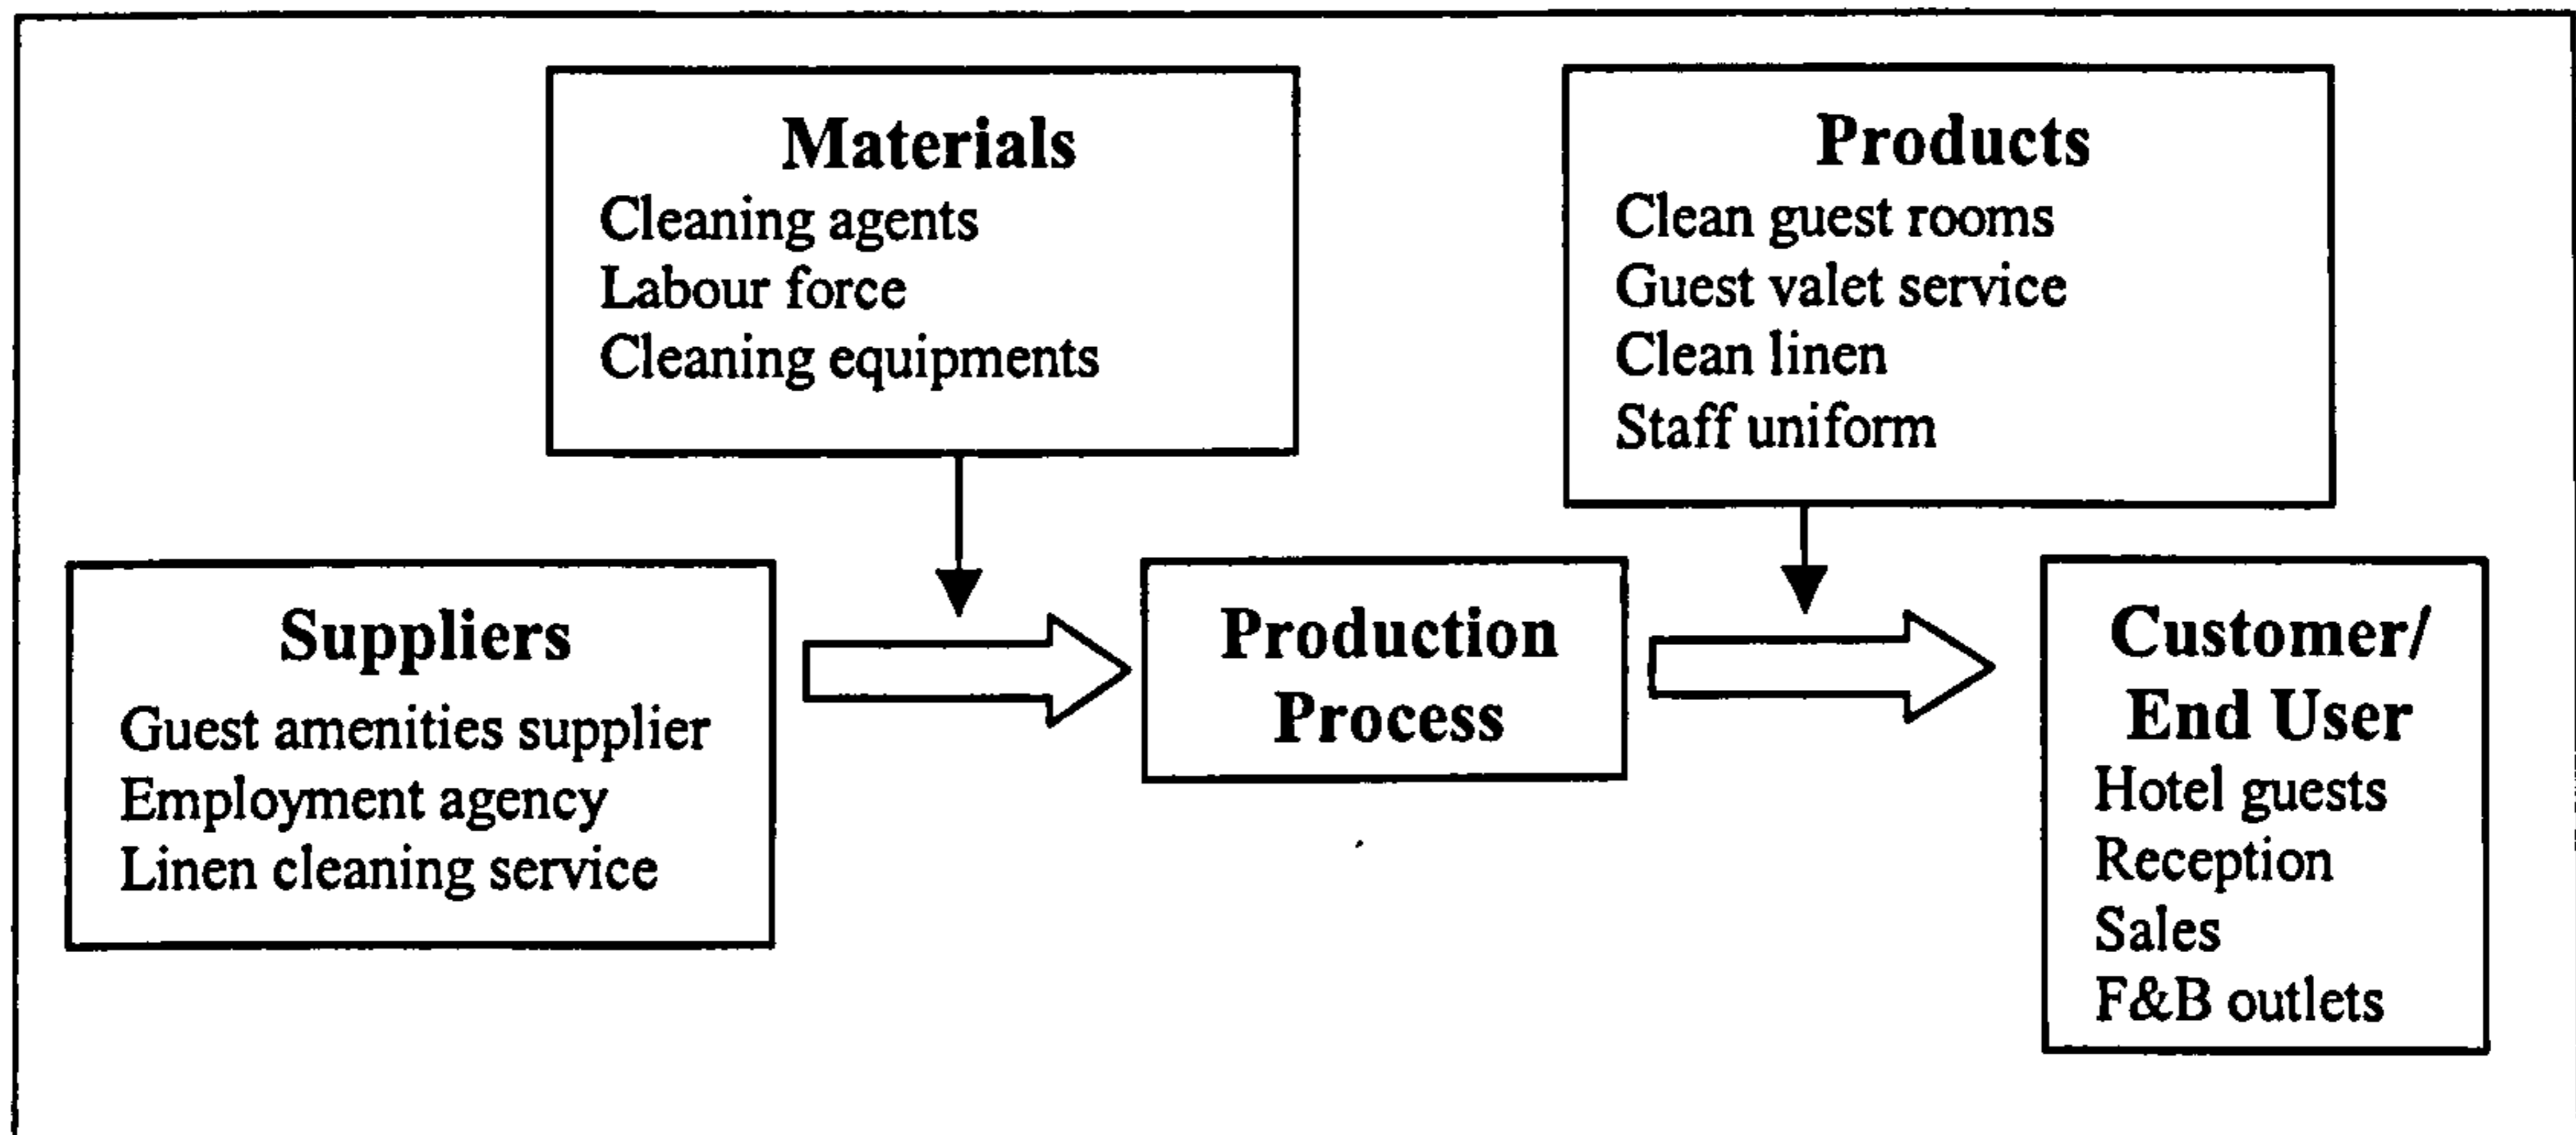 Materials
Cleaning agents
Labour force
Cleaning equipments
Products
Clean guest rooms
Guest valet service
Clean linen
Staff uniform
Suppliers
Guest amenities supplier
Employment agency
Linen cleaning service
Production
Process
Customer/
End User
Hotel guests
Reception
Sales
F&B outlets